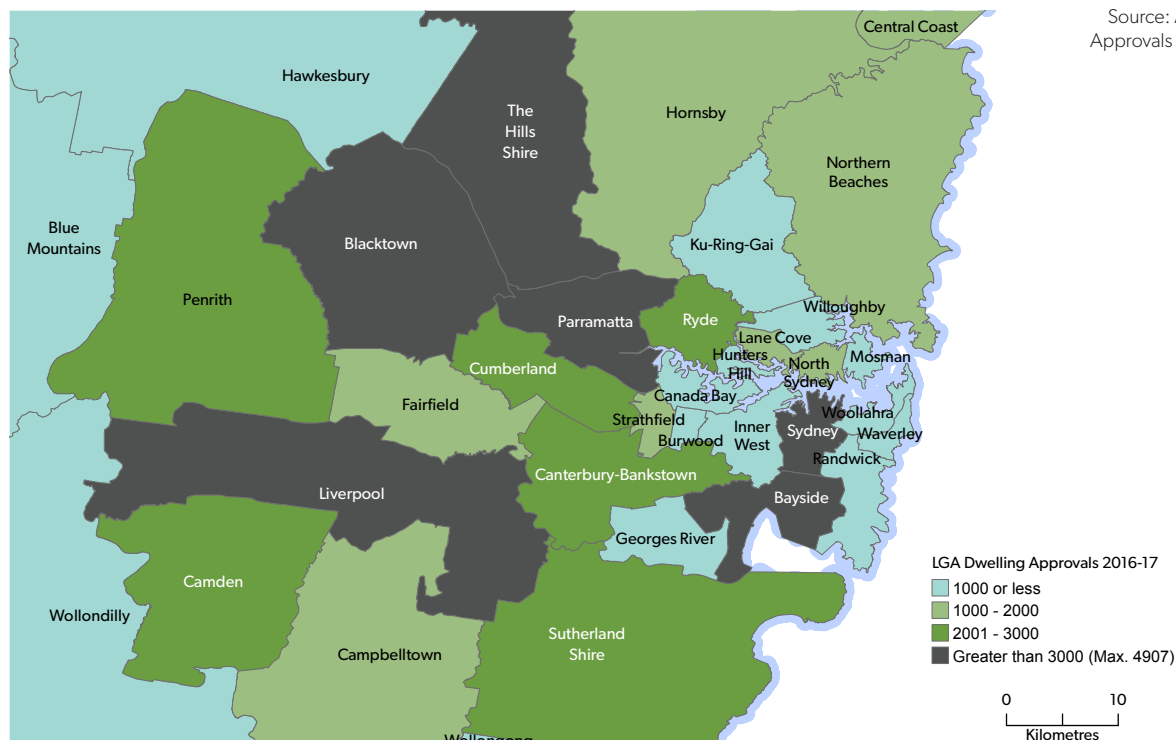 Central Coast
Source:
Approvals
Hawkesbury
The
Hills
Shire
Hornsby
Northern
Beaches
Blue
Mountains
Blacktown
Ku-Ring-Gai
Penrith
Willoughby
Parramatta
Ryde
Lane Cove
Hunters
Hill
Mosman
North
Sydney
Cumberland
Canada Bay
Fairfield
Strathfield
Burwood
Inner
West
Sydney
Woollahra
Waverley
Randwick
Canterbury-Bankstown
Liverpool
Bayside
Georges River
Camden
Wollondilly
Sutherland
Shire
Campbelltown
Wollongong
LGA Dwelling Approvals 2016-17
1000 or less
1000 - 2000
2001 - 3000
Greater than 3000 (Max. 4907)
0 10
Kilometres